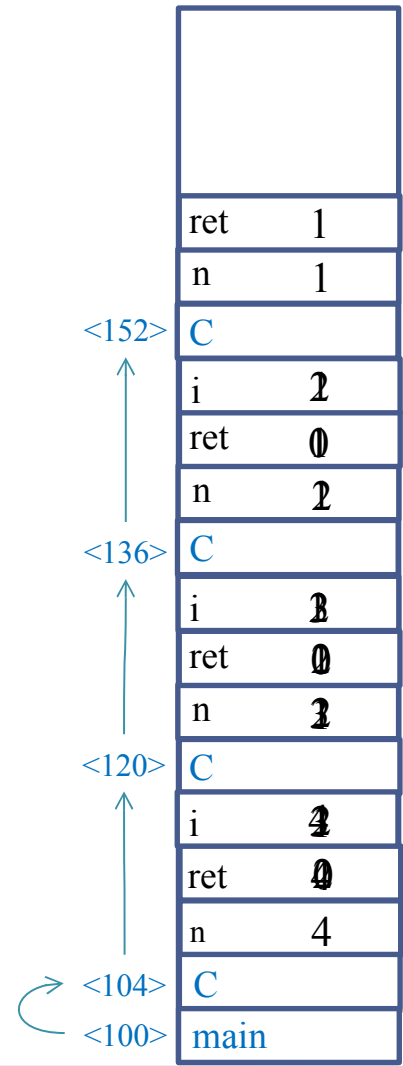 ret 1
n 1
<152> C
i
ret
n
<136> C
i
ret
n
<120> C
i
ret
n 4
<104> C
<100> main